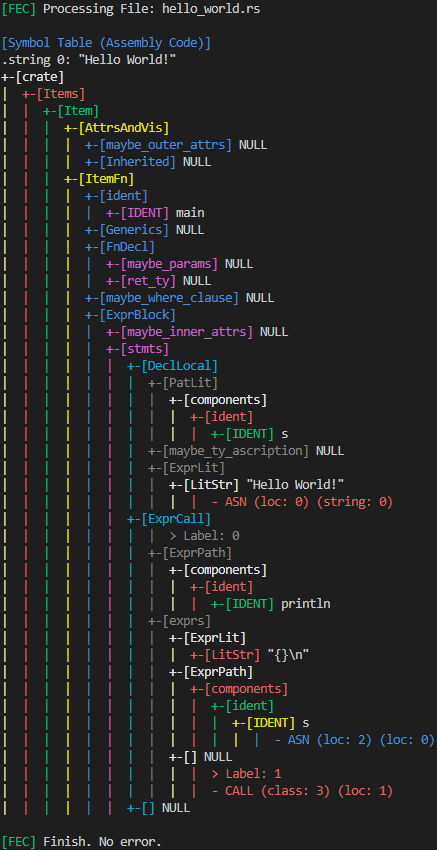 [FEC] Processing File: hello_world.rs
[Symbol Table (Assembly Code)]
.string 0: "Hello World!"
+-[crate]
|  +-[Items]
|  |  +-[Item]
|  |  |  +-[AttrsAndVis]
|  |  |  |  +-[maybe_outer_attrs] NULL
|  |  |  |  +-[Inherited] NULL
|  |  |  +-[ItemFn]
|  |  |  |  +-[ident]
|  |  |  |  |  +-[IDENT] main
|  |  |  |  +-[Generics] NULL
|  |  |  |  +-[FnDecl]
|  |  |  |  |  +-[maybe_params] NULL
|  |  |  |  |  +-[ret_ty] NULL
|  |  |  |  +-[maybe_where_clause] NULL
|  |  |  |  +-[ExprBlock]
|  |  |  |  |  +-[maybe_inner_attrs] NULL
|  |  |  |  |  +-[stmts]
|  |  |  |  |  |  +-[DeclLocal]
|  |  |  |  |  |  |  +-[PatLit]
|  |  |  |  |  |  |  |  +-[components]
|  |  |  |  |  |  |  |  |  +-[ident]
|  |  |  |  |  |  |  |  |  |  +-[IDENT] s
|  |  |  |  |  |  |  +-[maybe_ty_ascription] NULL
|  |  |  |  |  |  |  +-[ExprLit]
|  |  |  |  |  |  |  |  +-[LitStr] "Hello World!"
|  |  |  |  |  |  |  |  |  |  - ASN (loc: 0) (string: 0)
|  |  |  |  |  |  +-[ExprCall]
|  |  |  |  |  |  |  |  > Label: 0
|  |  |  |  |  |  |  +-[ExprPath]
|  |  |  |  |  |  |  |  +-[components]
|  |  |  |  |  |  |  |  |  +-[ident]
|  |  |  |  |  |  |  |  |  |  +-[IDENT] println
|  |  |  |  |  |  |  +-[exprs]
|  |  |  |  |  |  |  |  +-[ExprLit]
|  |  |  |  |  |  |  |  |  +-[LitStr] "{}\n"
|  |  |  |  |  |  |  |  +-[ExprPath]
|  |  |  |  |  |  |  |  |  +-[components]
|  |  |  |  |  |  |  |  |  |  +-[ident]
|  |  |  |  |  |  |  |  |  |  |  +-[IDENT] s
|  |  |  |  |  |  |  |  |  |  |  |  |  - ASN (loc: 2) (loc: 0)
|  |  |  |  |  |  |  |  +-[] NULL
|  |  |  |  |  |  |  |  |  |  > Label: 1
|  |  |  |  |  |  |  |  |  |  - CALL (class: 3) (loc: 1)
|  |  |  |  |  |  +-[] NULL
[FEC] Finish. No error.